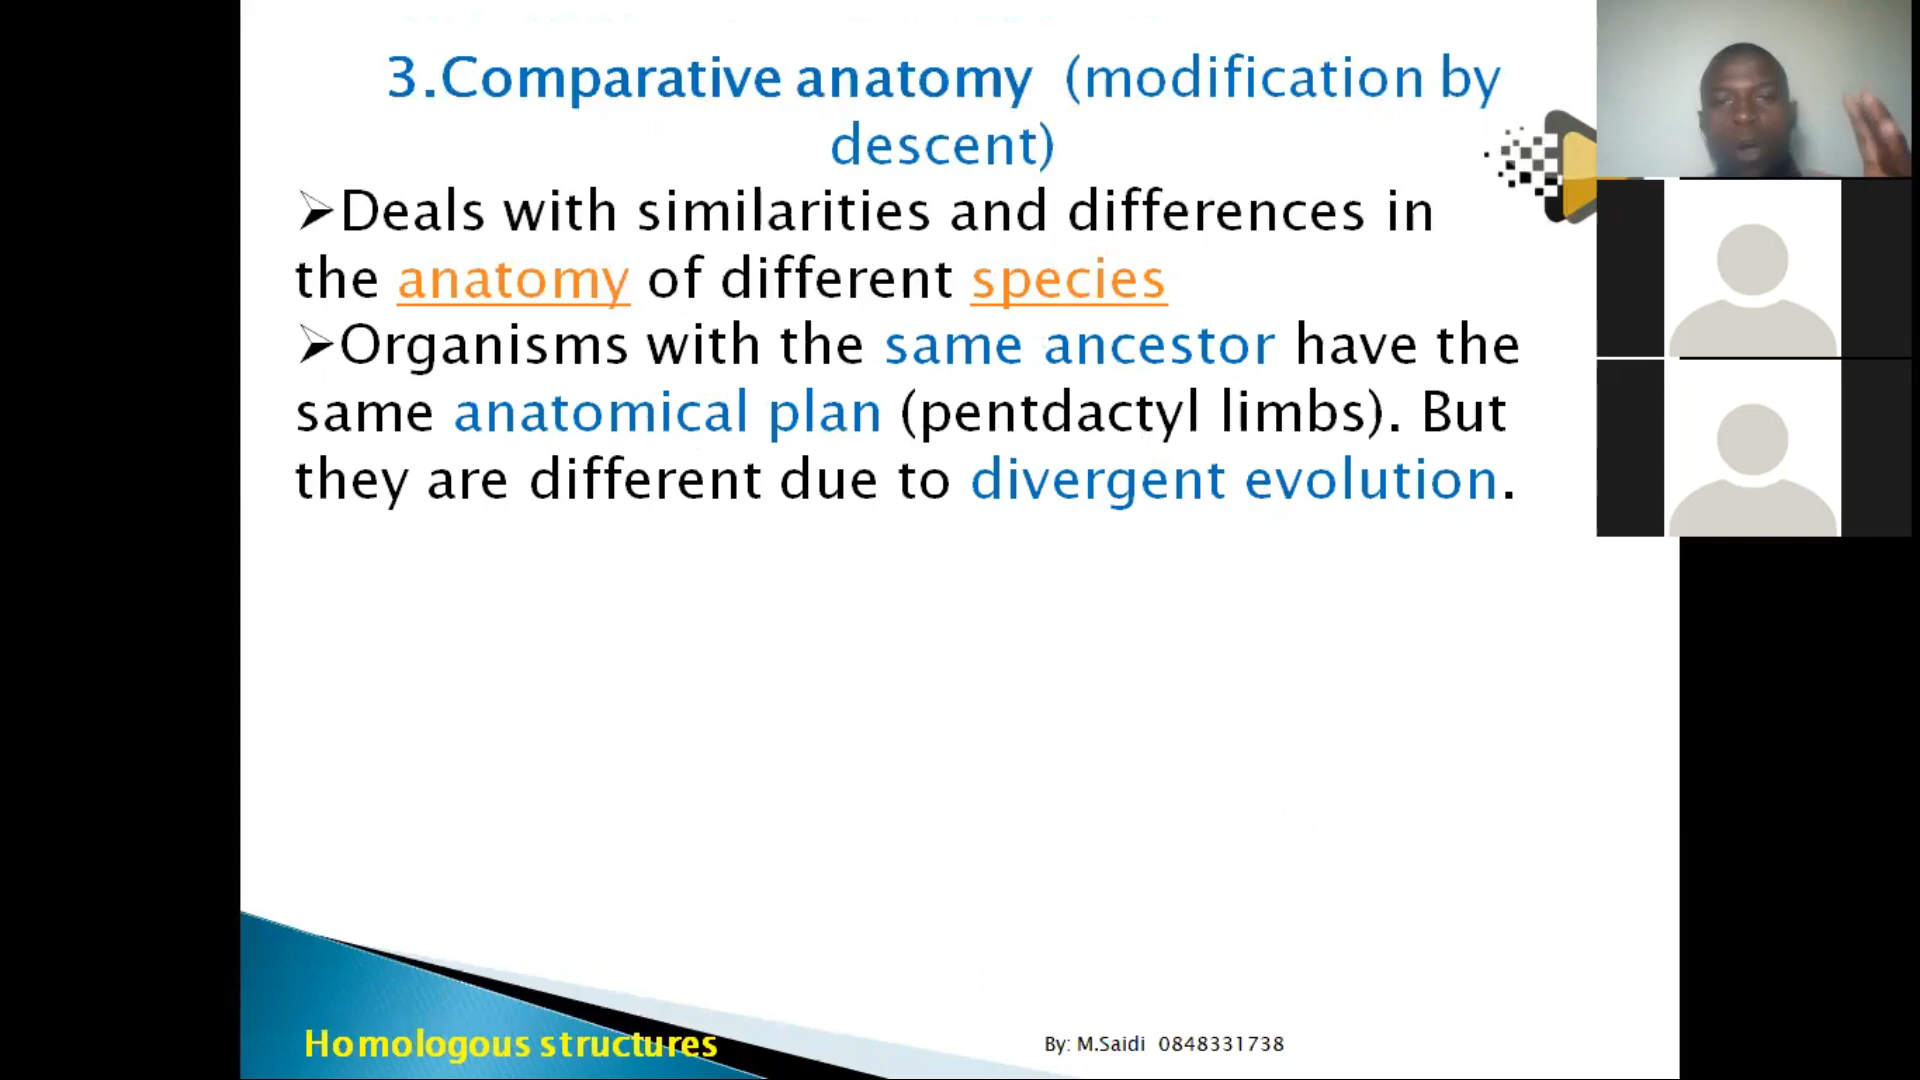 3.Comparative anatomy (modification by
descent)
➢Deals with similarities and differences in
the anatomy of different species
➢Organisms with the same ancestor have the
same anatomical plan (pentdactyl limbs). But
they are different due to divergent evolution.
Homologous structures
By: M.Saidi 0848331738